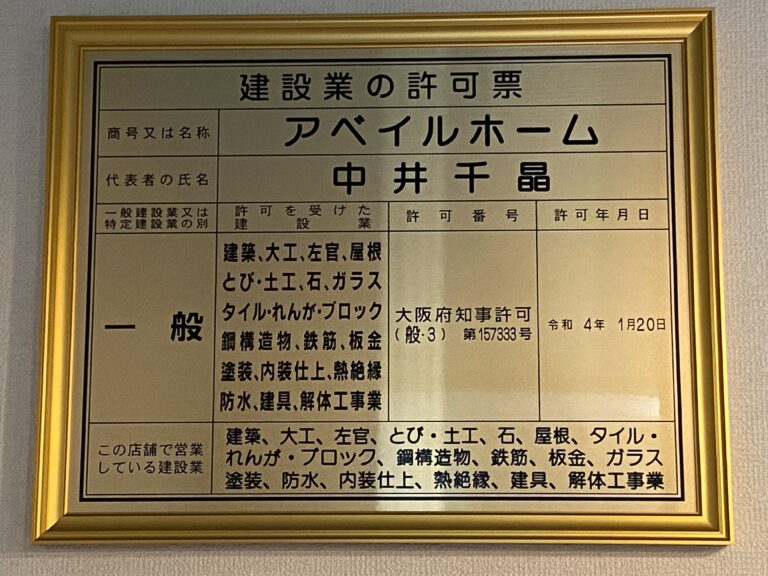 建設業の許可票
商号又は名称
アベイルホーム
代表者の氏名
中井千晶
一般建設業又は
特定建設業の別
許可を受けた
建設業
許可番号
許可年月日
一般
建築、大工、左官、屋根
とび・土工、石、ガラス
タイル・れんが・ブロック
鋼構造物、鉄筋、板金
塗装、内装仕上、熱絶縁
防水、建具、解体工事業
大阪府知事許可
(般-3) 第157333号
令和 4年 1月20日
この店舗で営業
している建設業
建築、大工、左官、とび・土工、石、屋根、タイル・
れんが・ブロック、鋼構造物、鉄筋、板金、ガラス
塗装、防水、内装仕上、熱絶縁、建具、解体工事業